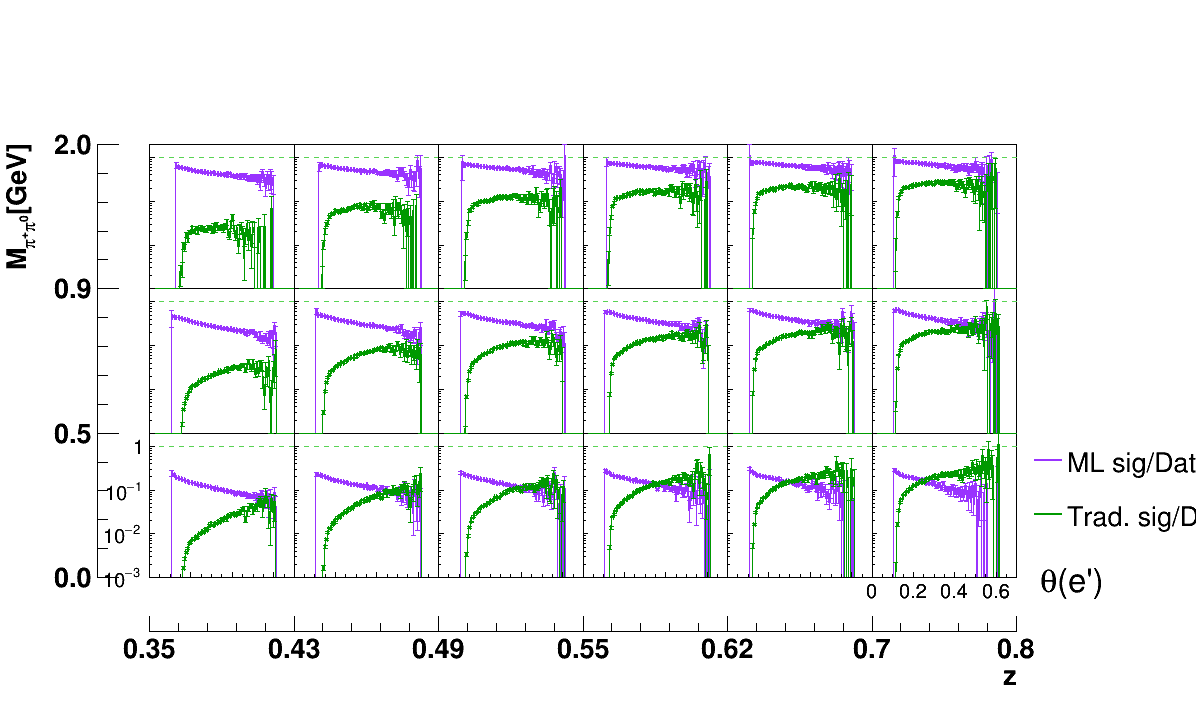 2.0
M_{π⁺π⁰}[GeV]
0.9
0.5
1
ML sig/Dat
10⁻¹
Trad. sig/D
10⁻²
0.0
10⁻³
θ(e')
0 0.2 0.4 0.6
0.35 0.43 0.49 0.55 0.62 0.7 0.8
z